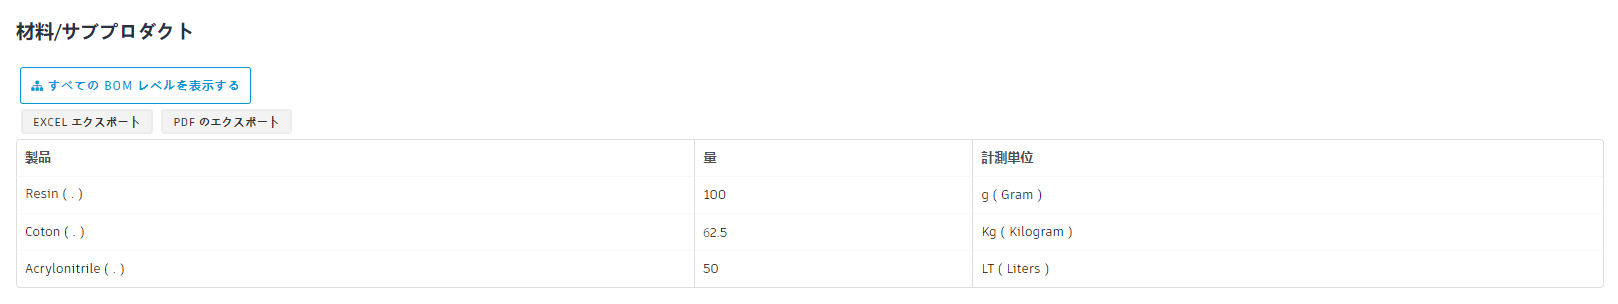 材料/サブプロダクト
すべての BOM レベルを表示する
EXCEL エクスポート PDF のエクスポート
製品 量 計測単位
Resin ( . ) 100 g ( Gram )
Coton ( . ) 62.5 Kg ( Kilogram )
Acrylonitrile ( . ) 50 LT ( Liters )